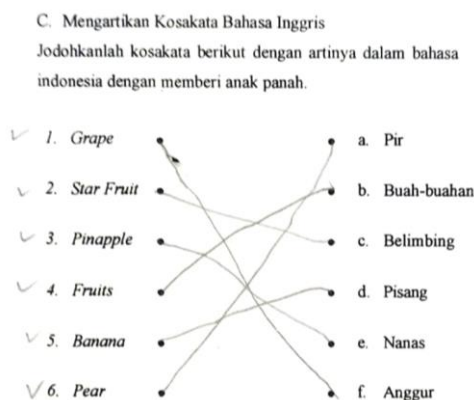 C. Mengartikan Kosakata Bahasa Inggris
Jodohkanlah kosakata berikut dengan artinya dalam bahasa
indonesia dengan memberi anak panah.
1. Grape a. Pir
2. Star Fruit b. Buah-buahan
3. Pinapple c. Belimbing
4. Fruits d. Pisang
5. Banana e. Nanas
6. Pear f. Anggur